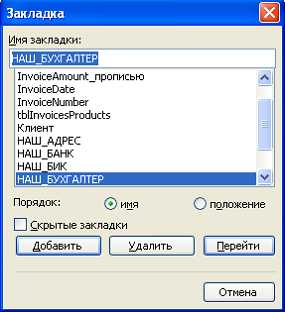 Закладка
Имя закладки:
НАШ_БУХГАЛТЕР
InvoiceAmount_прописью
InvoiceDate
InvoiceNumber
tblInvoicesProducts
Клиент
НАШ_АДРЕС
НАШ_БАНК
НАШ_БИК
НАШ_БУХГАЛТЕР
Порядок: имя положение
Скрытые закладки
Добавить Удалить Перейти
Отмена